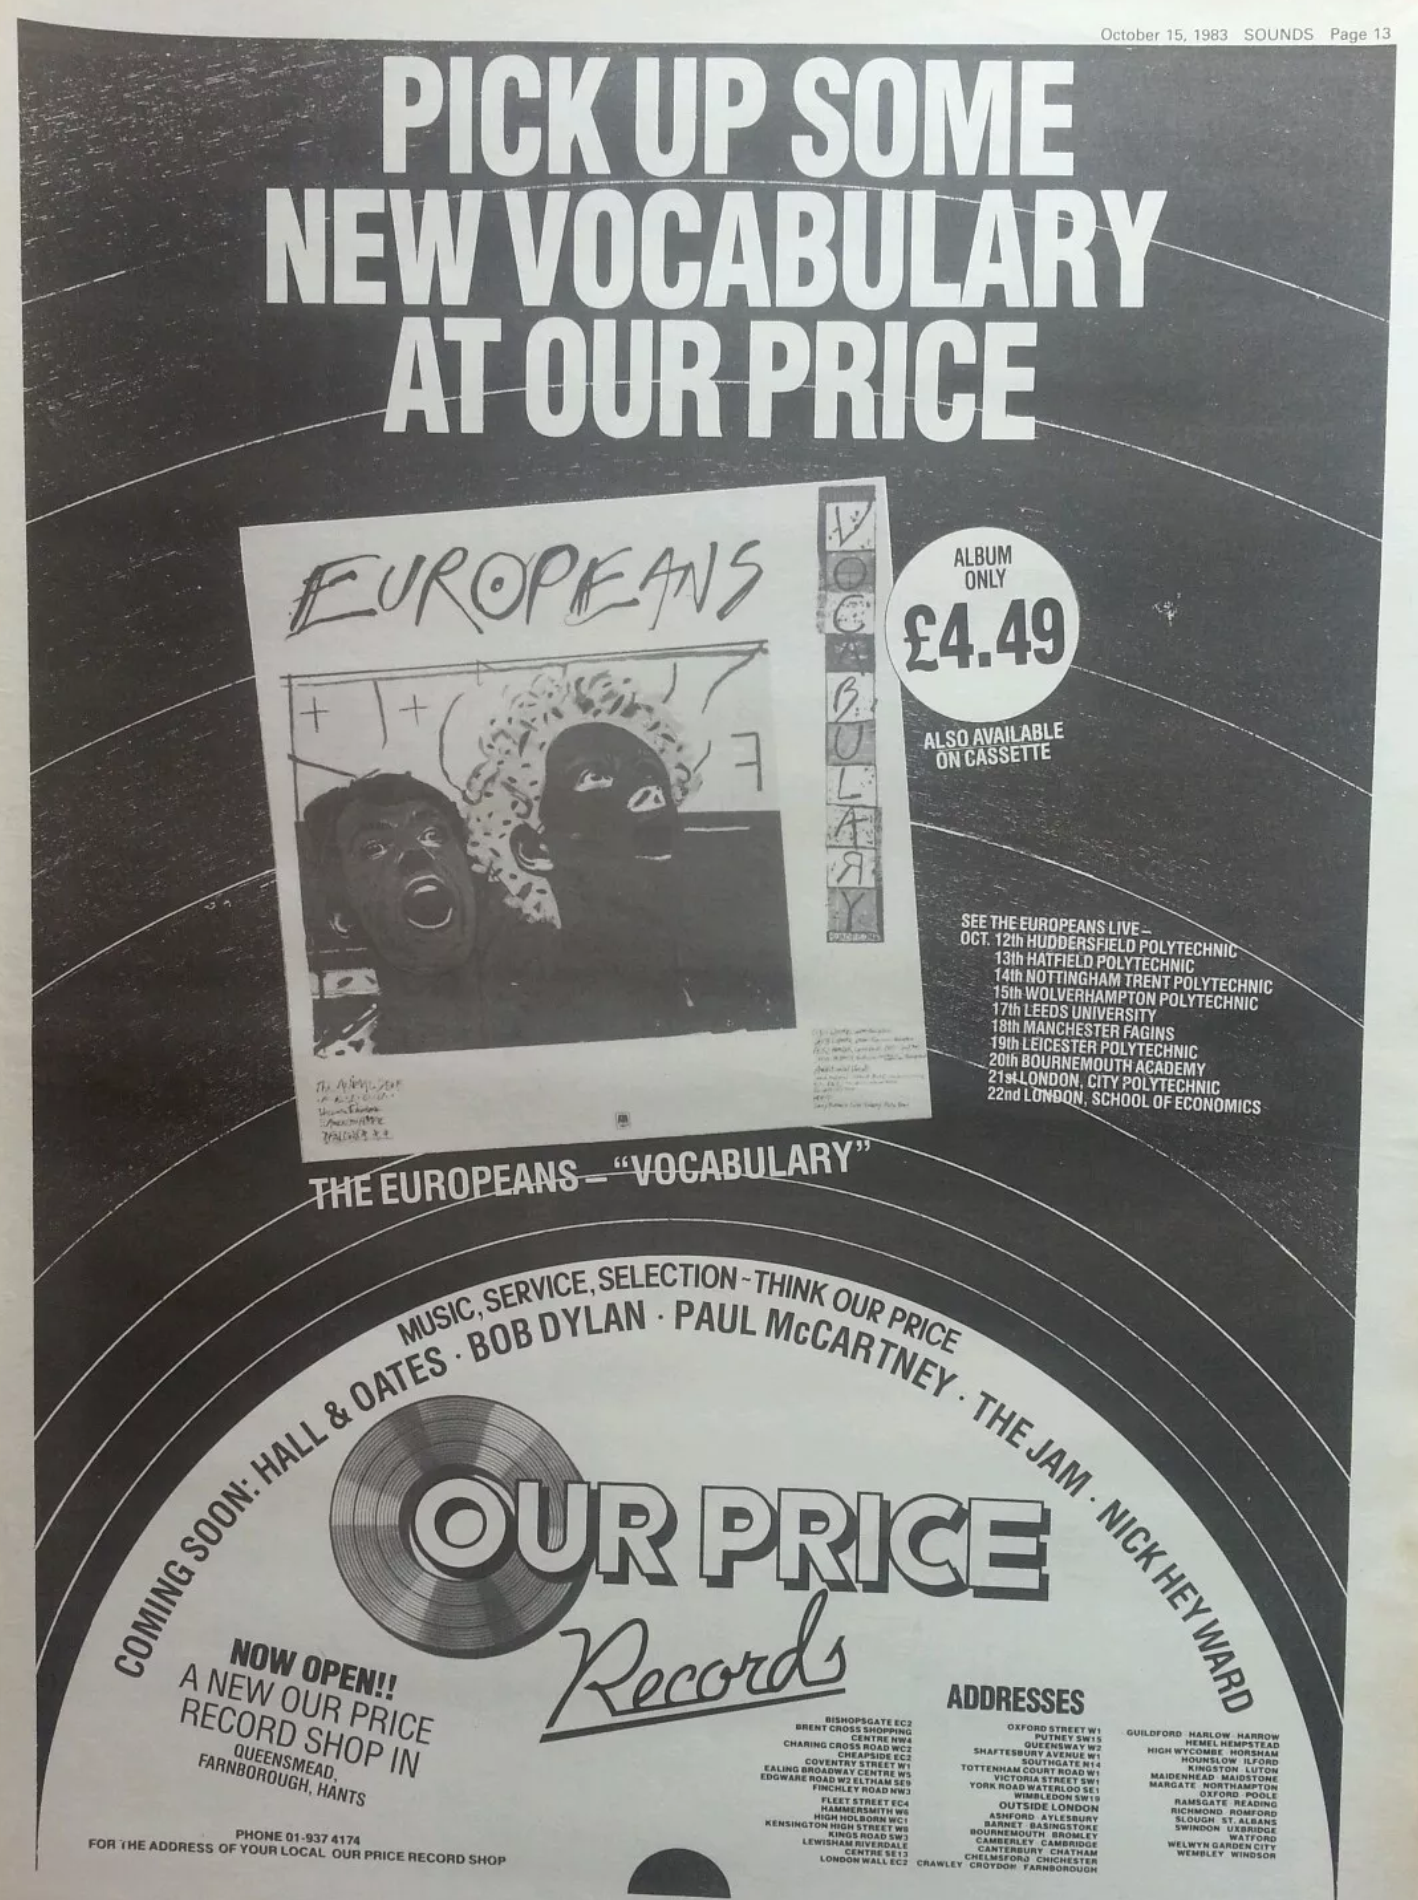 October 15, 1983 SOUNDS Page 13
PICK UP SOME
NEW VOCABULARY
AT OUR PRICE
EUROPEANS
VOCABULARY
ALBUM
ONLY
£4.49
ALSO AVAILABLE
ON CASSETTE
SEE THE EUROPEANS LIVE –
OCT. 12th HUDDERSFIELD POLYTECHNIC
13th HATFIELD POLYTECHNIC
14th NOTTINGHAM TRENT POLYTECHNIC
15th WOLVERHAMPTON POLYTECHNIC
17th LEEDS UNIVERSITY
18th MANCHESTER FAGINS
19th LEICESTER POLYTECHNIC
20th BOURNEMOUTH ACADEMY
21st LONDON, CITY POLYTECHNIC
22nd LONDON, SCHOOL OF ECONOMICS
THE EUROPEANS – “VOCABULARY”
MUSIC, SERVICE, SELECTION - THINK OUR PRICE
COMING SOON: HALL & OATES · BOB DYLAN · PAUL McCARTNEY · THE JAM · NICK HEYWARD
OUR PRICE
Records
NOW OPEN!!
A NEW OUR PRICE
RECORD SHOP IN
QUEENSMEAD,
FARNBOROUGH, HANTS
PHONE 01-937 4174
FOR THE ADDRESS OF YOUR LOCAL OUR PRICE RECORD SHOP
ADDRESSES
BISHOPSGATE EC2
BRENT CROSS SHOPPING
CENTRE NW4
CHARING CROSS ROAD WC2
CHEAPSIDE EC2
COVENTRY STREET W1
EALING BROADWAY CENTRE W5
EDGWARE ROAD W2 ELTHAM SE9
FINCHLEY ROAD NW3
FLEET STREET EC4
HAMMERSMITH W6
HIGH HOLBORN WC1
KENSINGTON HIGH STREET W8
KINGS ROAD SW3
LEWISHAM RIVERDALE
CENTRE SE13
LONDON WALL EC2
OXFORD STREET W1
PUTNEY SW15
QUEENSWAY W2
SHAFTESBURY AVENUE W1
SOUTHGATE N14
TOTTENHAM COURT ROAD W1
VICTORIA STREET SW1
YORK ROAD WATERLOO SE1
WIMBLEDON SW19
OUTSIDE LONDON
ASHFORD AYLESBURY
BARNET BASINGSTOKE
BOURNEMOUTH BROMLEY
CAMBERLEY CAMBRIDGE
CANTERBURY CHATHAM
CHELMSFORD CHICHESTER
CRAWLEY CROYDON FARNBOROUGH
GUILDFORD HARLOW HARROW
HEMEL HEMPSTEAD
HIGH WYCOMBE HORSHAM
HOUNSLOW ILFORD
KINGSTON LUTON
MAIDENHEAD MAIDSTONE
MARGATE NORTHAMPTON
OXFORD POOLE
RAMSGATE READING
RICHMOND ROMFORD
SLOUGH ST. ALBANS
SWINDON UXBRIDGE
WATFORD
WELWYN GARDEN CITY
WEMBLEY WINDSOR